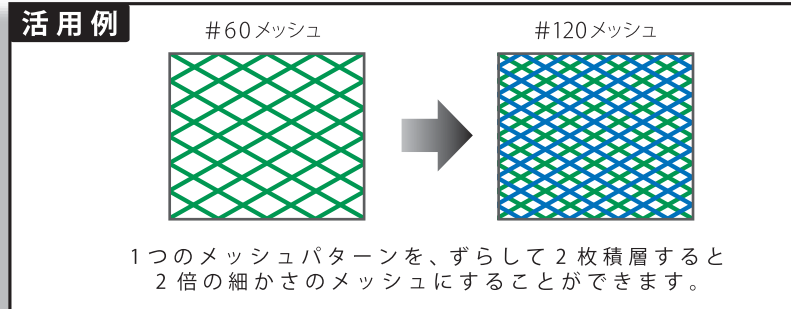 活用例
#60メッシュ
#120メッシュ
1つのメッシュパターンを、ずらして2枚積層すると
2倍の細かさのメッシュにすることができます。